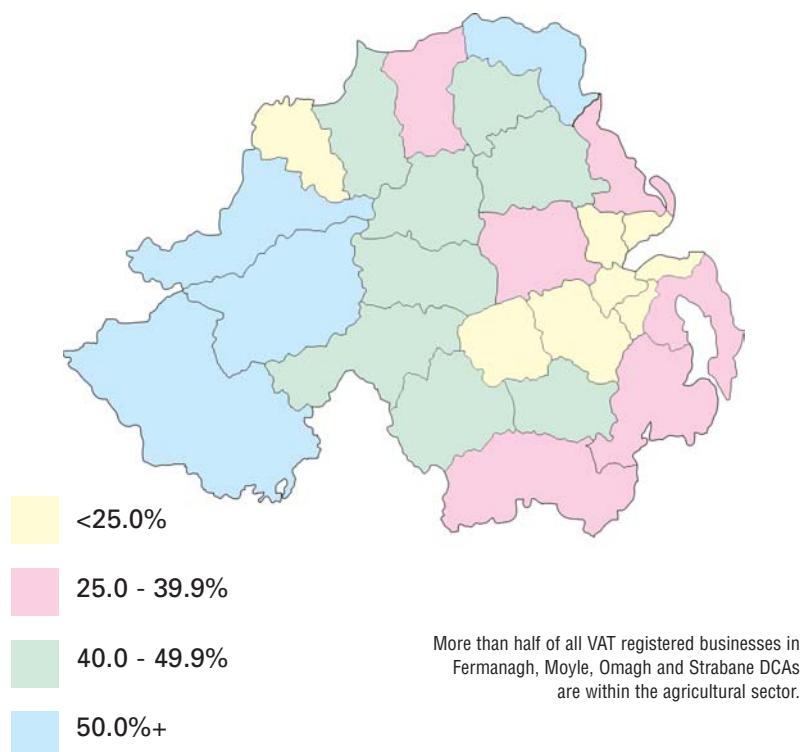 <25.0%
25.0 - 39.9%
40.0 - 49.9%
50.0%+
More than half of all VAT registered businesses in
Fermanagh, Moyle, Omagh and Strabane DCAs
are within the agricultural sector.